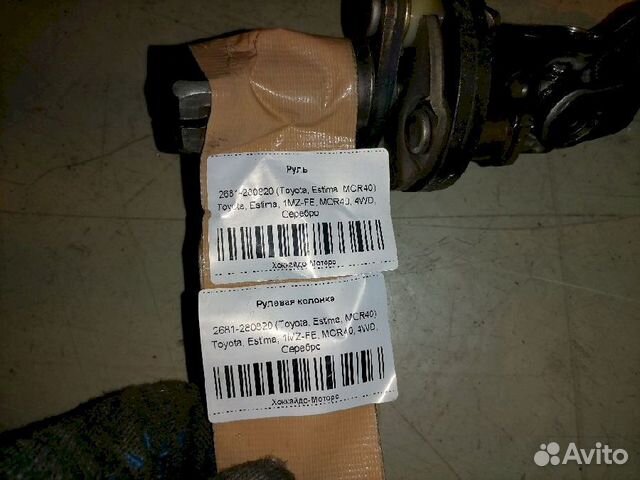 Руль
2681-280820 (Toyota, Estima, MCR40)
Toyota, Estima, 1MZ-FE, MCR40, 4WD,
Серебро
Хоккайдо-Моторс
Рулевая колонка
2681-280820 (Toyota, Estima, MCR40)
Toyota, Estima, 1MZ-FE, MCR40, 4WD,
Серебро
Хоккайдо-Моторс
Avito